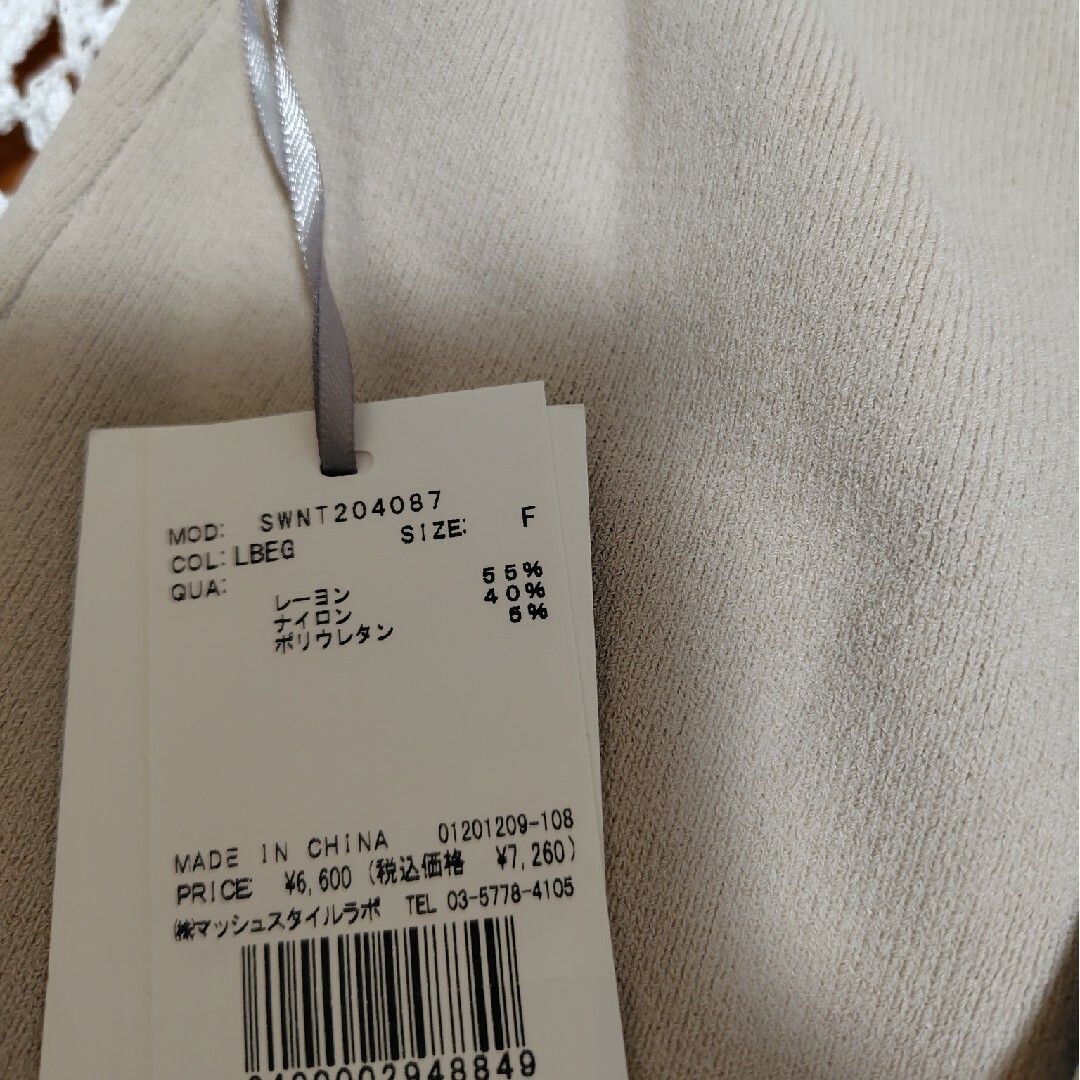 MOD: SWNT204087
COL: LBEG SIZE: F
QUA:
レーヨン 55%
ナイロン 40%
ポリウレタン 5%
MADE IN CHINA 01201209-108
PRICE ¥6,600 (税込価格 ¥7,260)
㈱マッシュスタイルラボ TEL 03-5778-4105